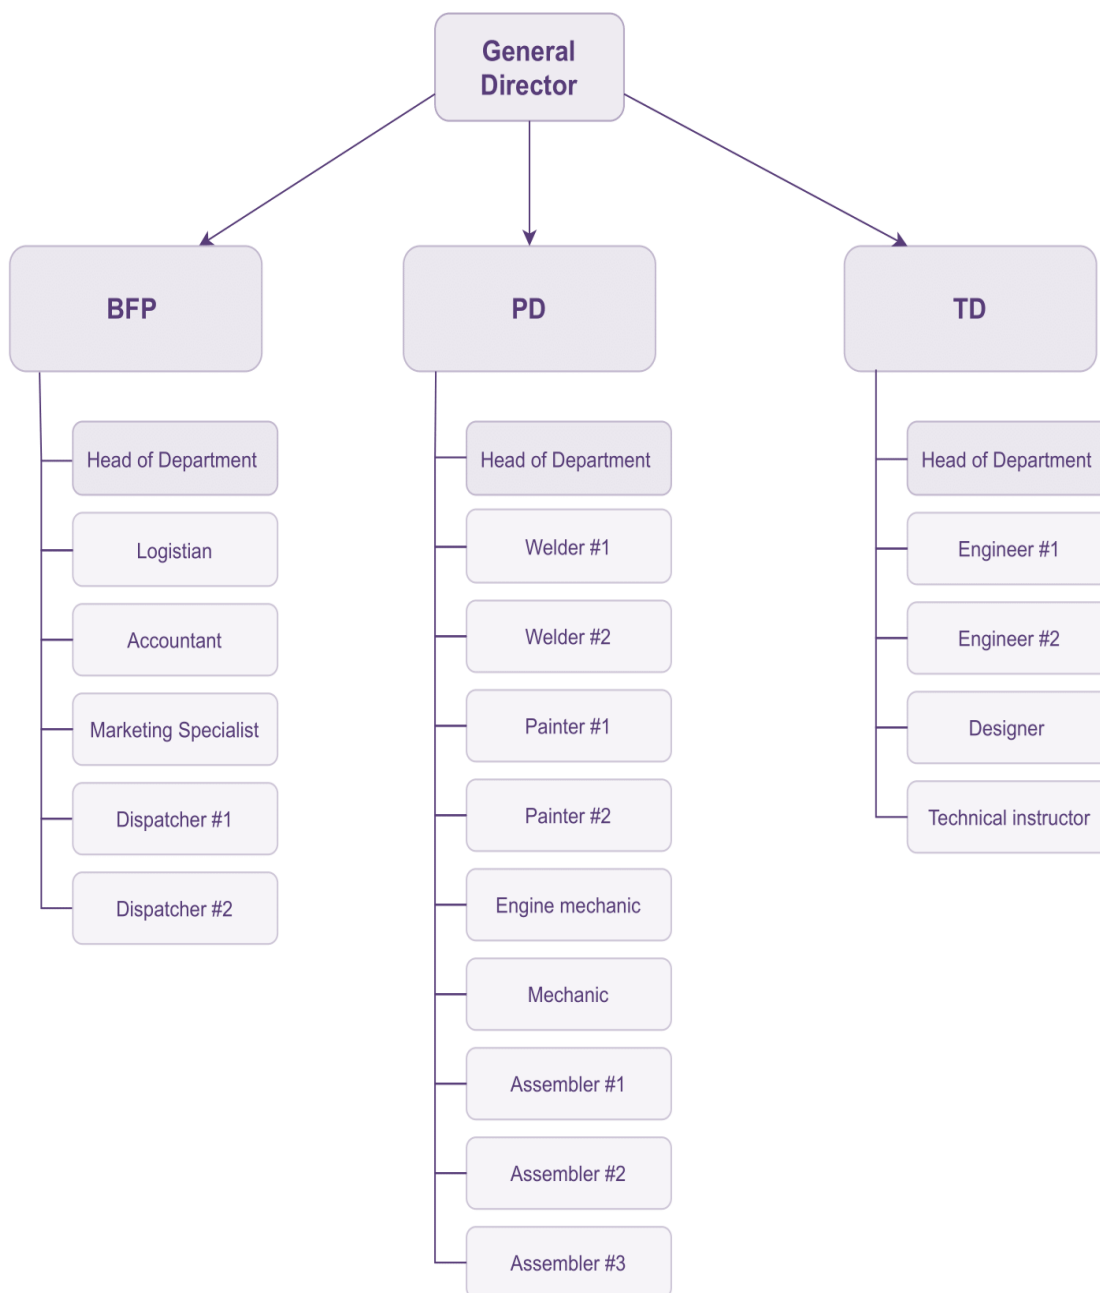 General
Director
BFP
PD
TD
Head of Department
Logistian
Accountant
Marketing Specialist
Dispatcher #1
Dispatcher #2
Head of Department
Welder #1
Welder #2
Painter #1
Painter #2
Engine mechanic
Mechanic
Assembler #1
Assembler #2
Assembler #3
Head of Department
Engineer #1
Engineer #2
Designer
Technical instructor